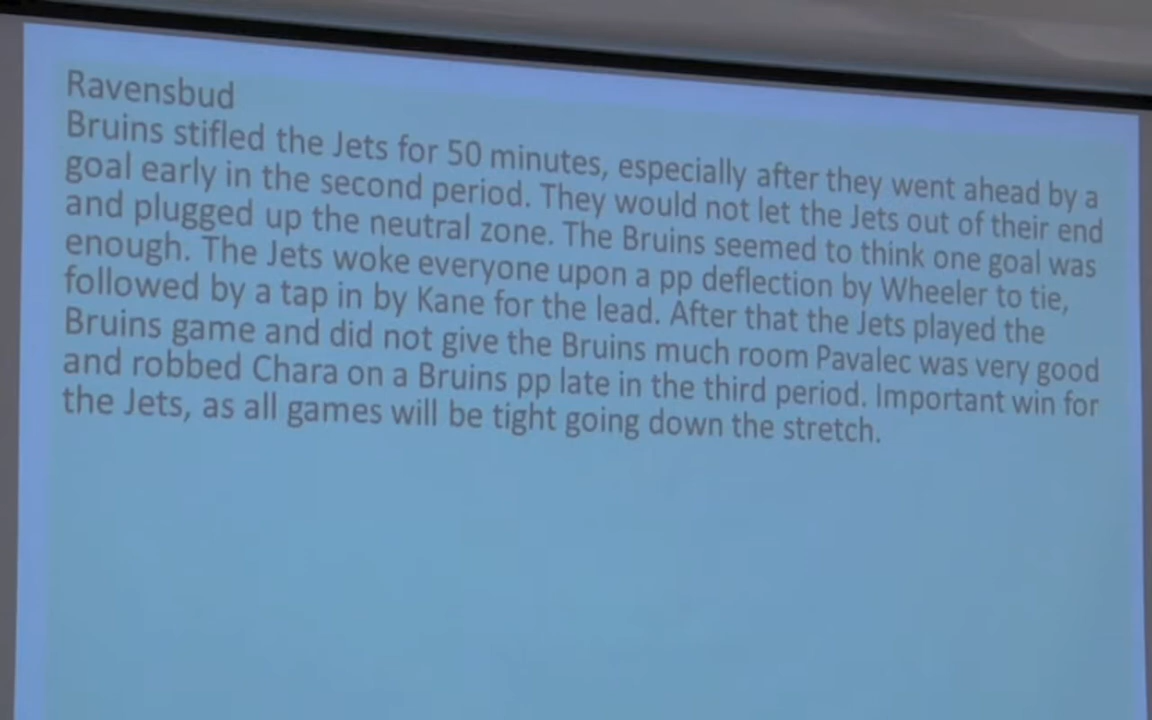 Ravensbud
Bruins stifled the Jets for 50 minutes, especially after they went ahead by a
goal early in the second period. They would not let the Jets out of their end
and plugged up the neutral zone. The Bruins seemed to think one goal was
enough. The Jets woke everyone upon a pp deflection by Wheeler to tie,
followed by a tap in by Kane for the lead. After that the Jets played the
Bruins game and did not give the Bruins much room Pavalec was very good
and robbed Chara on a Bruins pp late in the third period. Important win for
the Jets, as all games will be tight going down the stretch.